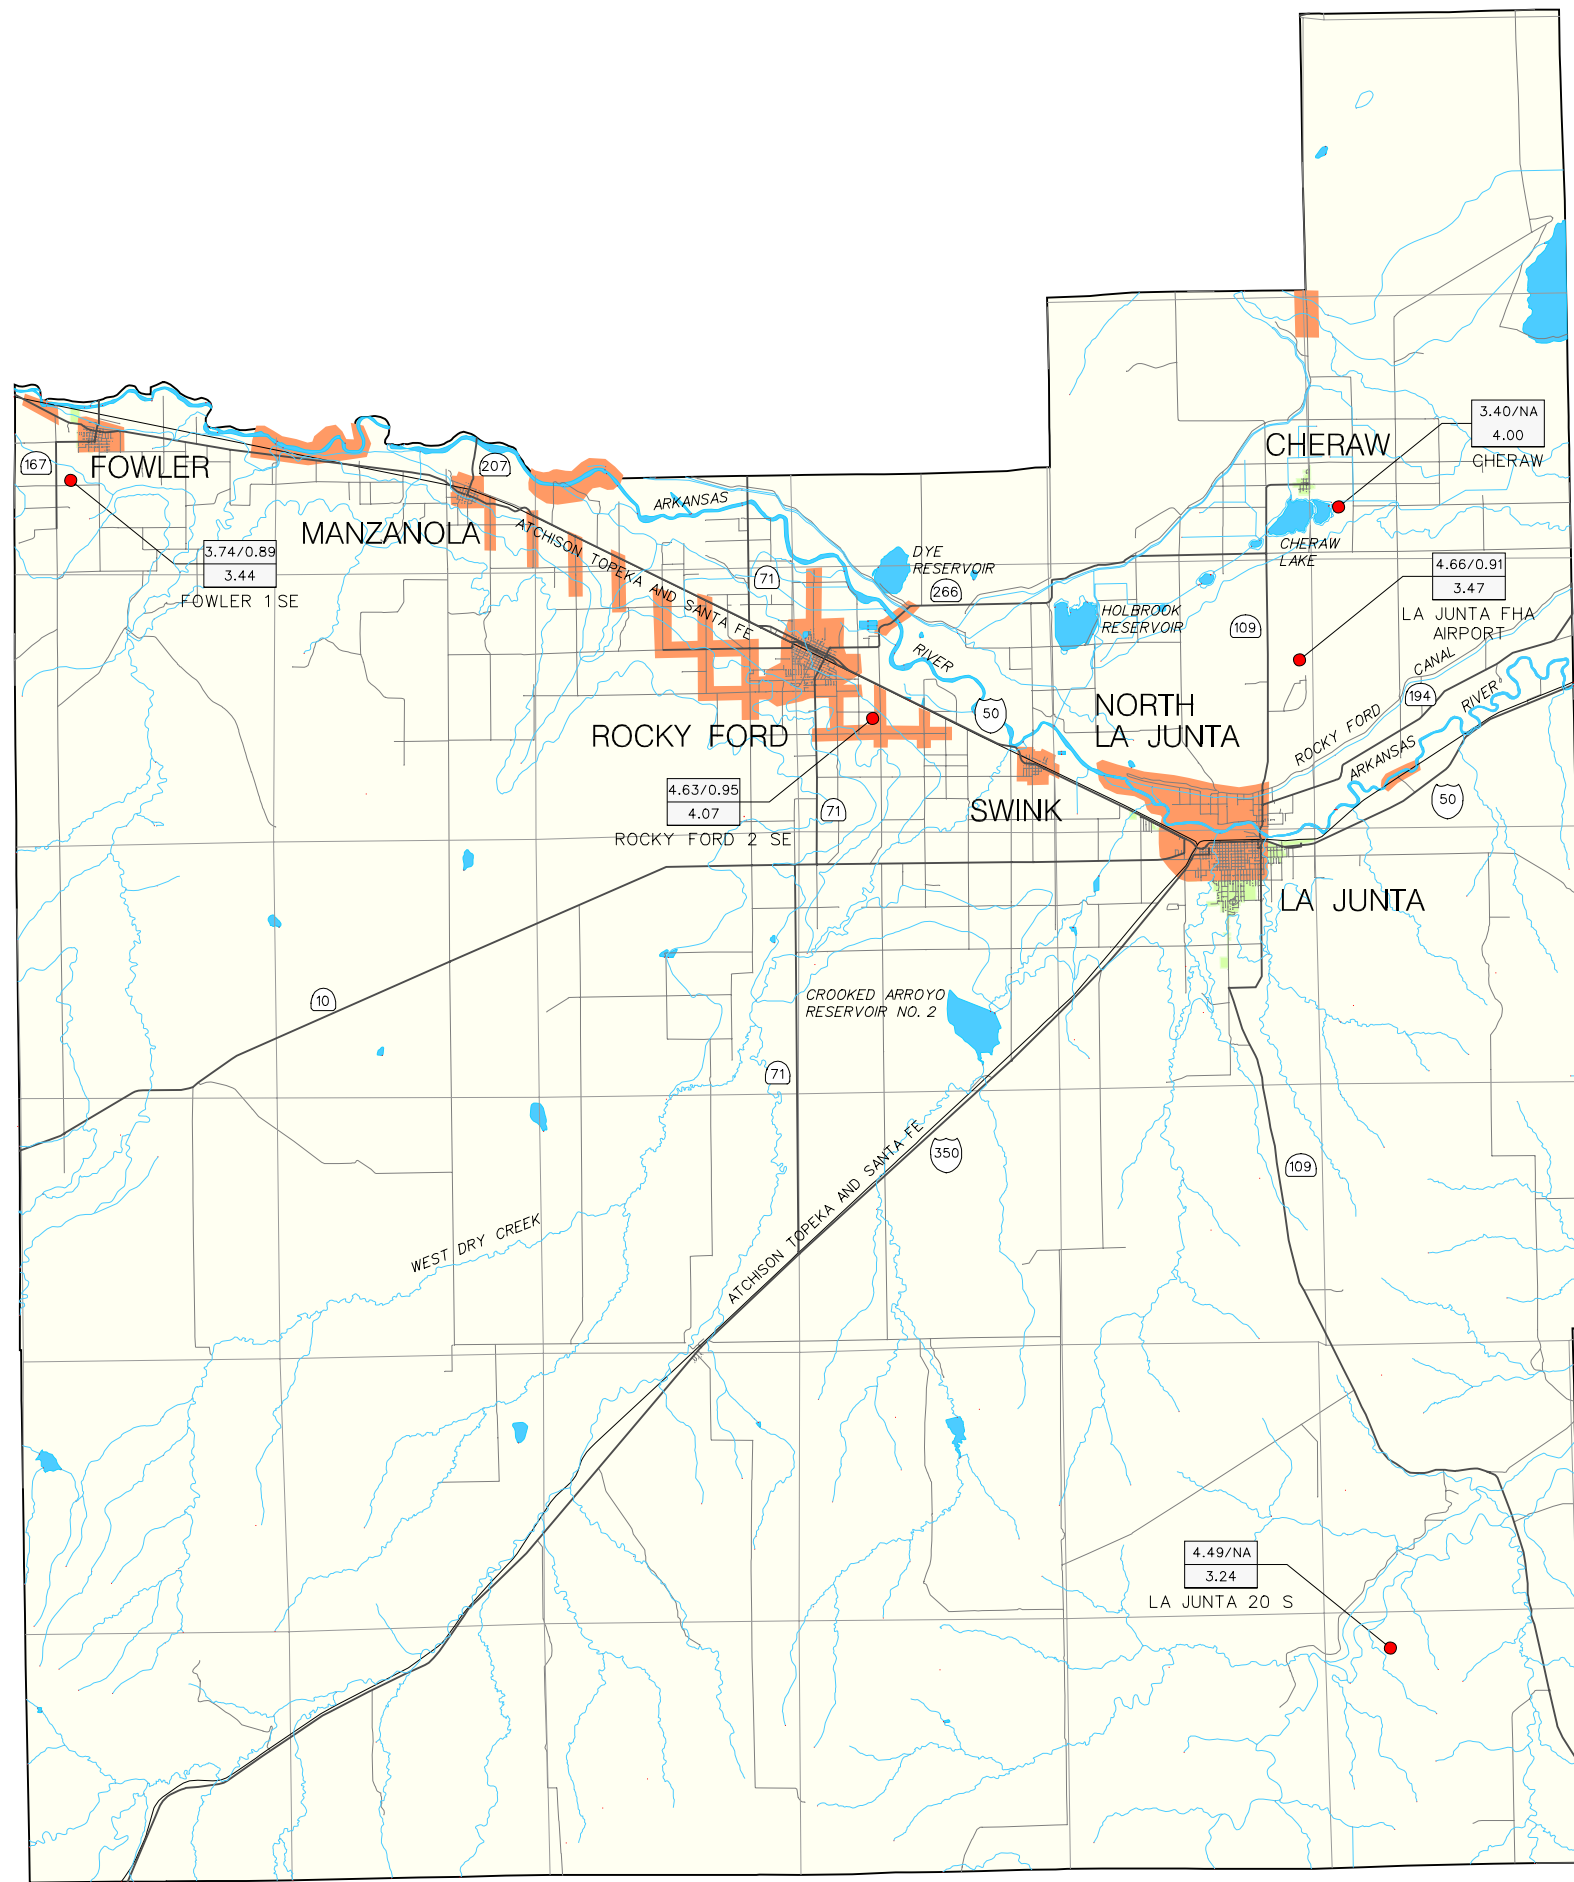 3.40/NA
4.00
CHERAW
CHERAW
167
FOWLER
207
ARKANSAS
MANZANOLA
ATCHISON TOPEKA AND SANTA FE
3.74/0.89
3.44
FOWLER 1 SE
71
DYE
RESERVOIR
266
CHERAW
LAKE
4.66/0.91
3.47
LA JUNTA FHA
AIRPORT
HOLBROOK
RESERVOIR
109
RIVER
CANAL
194
RIVER
50
NORTH
LA JUNTA
ROCKY FORD
ROCKY FORD
ARKANSAS
4.63/0.95
4.07
ROCKY FORD 2 SE
71
SWINK
50
LA JUNTA
10
CROOKED ARROYO
RESERVOIR NO. 2
71
350
109
WEST DRY CREEK
ATCHISON TOPEKA AND SANTA FE
4.49/NA
3.24
LA JUNTA 20 S